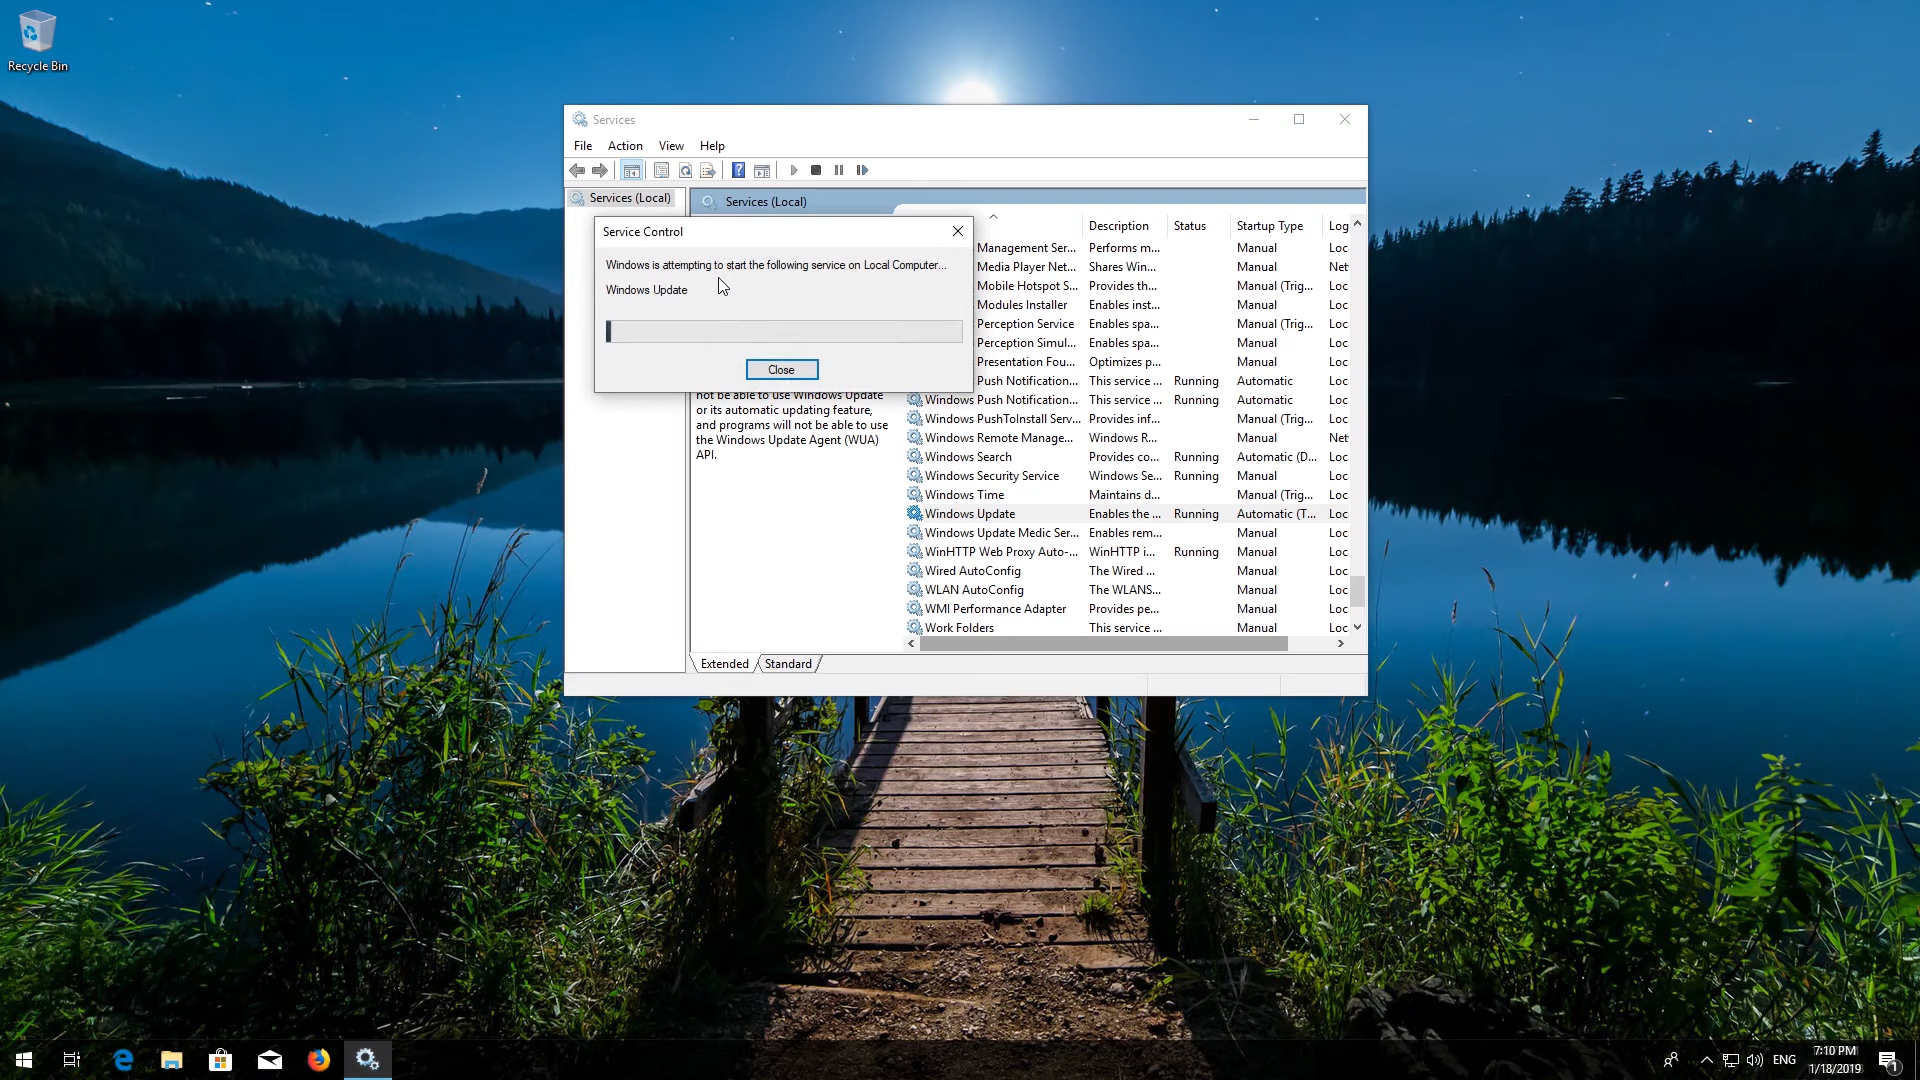 Recycle Bin
Services
File Action View Help
Services (Local)
Services (Local)
Service Control
Windows is attempting to start the following service on Local Computer...
Windows Update
Close
not be able to use Windows Update
or its automatic updating feature,
and programs will not be able to use
the Windows Update Agent (WUA)
API.
Description Status Startup Type Log
Management Ser... Performs m... Manual Loc
Media Player Net... Shares Win... Manual Net
Mobile Hotspot S... Provides th... Manual (Trig... Loc
Modules Installer Enables inst... Manual Loc
Perception Service Enables spa... Manual (Trig... Loc
Perception Simul... Enables spa... Manual Loc
Presentation Fou... Optimizes p... Manual Loc
Push Notification... This service ... Running Automatic Loc
Windows Push Notification... This service ... Running Automatic Loc
Windows PushToInstall Serv... Provides inf... Manual (Trig... Loc
Windows Remote Manage... Windows R... Manual Net
Windows Search Provides co... Running Automatic (D... Loc
Windows Security Service Windows Se... Running Manual Loc
Windows Time Maintains d... Manual (Trig... Loc
Windows Update Enables the ... Running Automatic (T... Loc
Windows Update Medic Ser... Enables rem... Manual Loc
WinHTTP Web Proxy Auto-... WinHTTP i... Running Manual Loc
Wired AutoConfig The Wired ... Manual Loc
WLAN AutoConfig The WLANS... Manual Loc
WMI Performance Adapter Provides pe... Manual Loc
Work Folders This service ... Manual Loc
Extended Standard
ENG
7:10 PM
1/18/2019
1